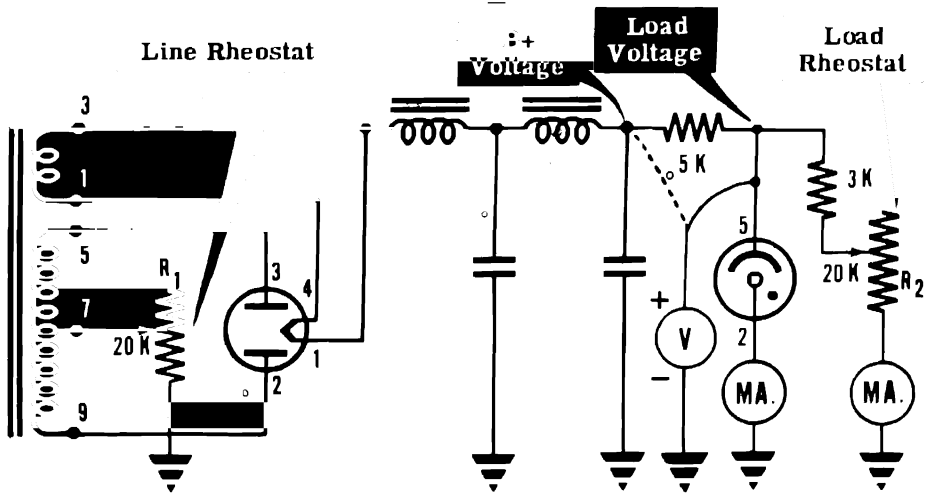 Line Rheostat
B+
Voltage
Load
Voltage
Load
Rheostat
3
1
5
7
9
R1
20 K
3
4
1
2
5 K
3 K
20 K
R2
5
2
+
V
−
MA.
MA.